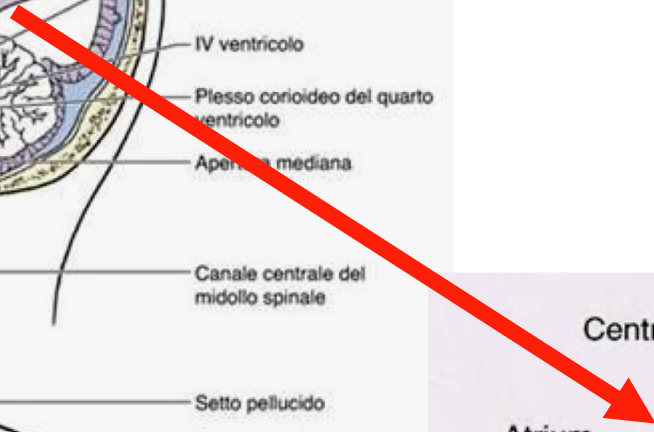 IV ventricolo
Plesso corioideo del quarto
ventricolo
mediana
Canale centrale del
midollo spinale
Setto pellucido